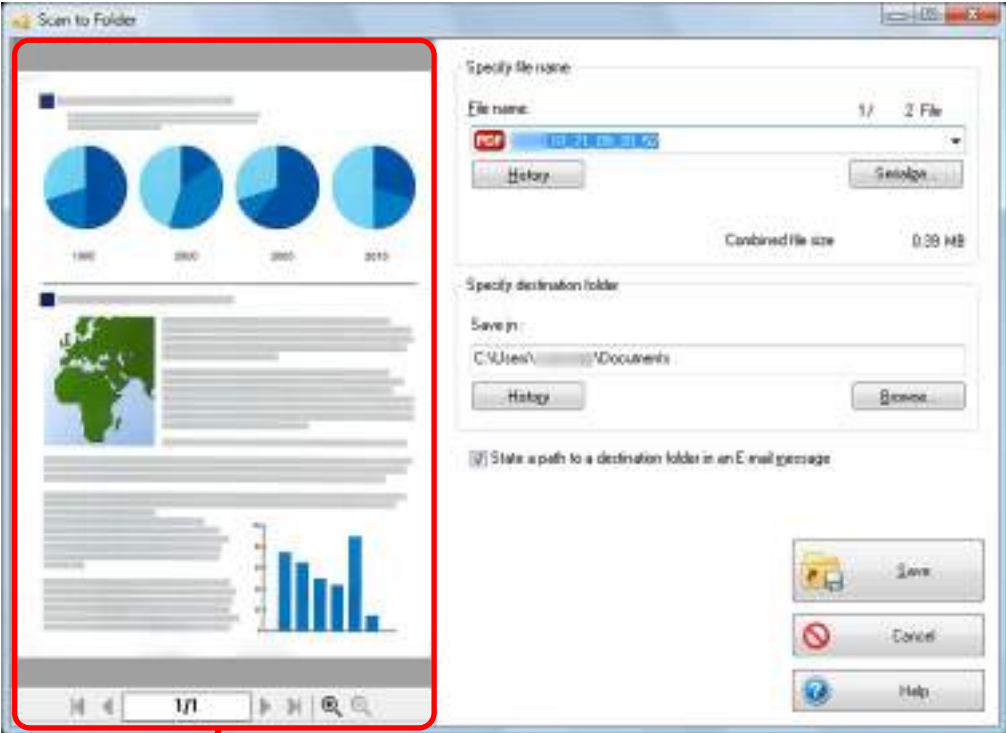 Scan to Folder
Specify file name
File name:
1/ 2 File
PDF
History
Serialize...
Combined file size 0.39 MB
1990 2000 2005 2010
Specify destination folder
Save in :
C:\Users\ \Documents
History
Browse...
State a path to a destination folder in an E-mail message
Save
Cancel
Help
1/1